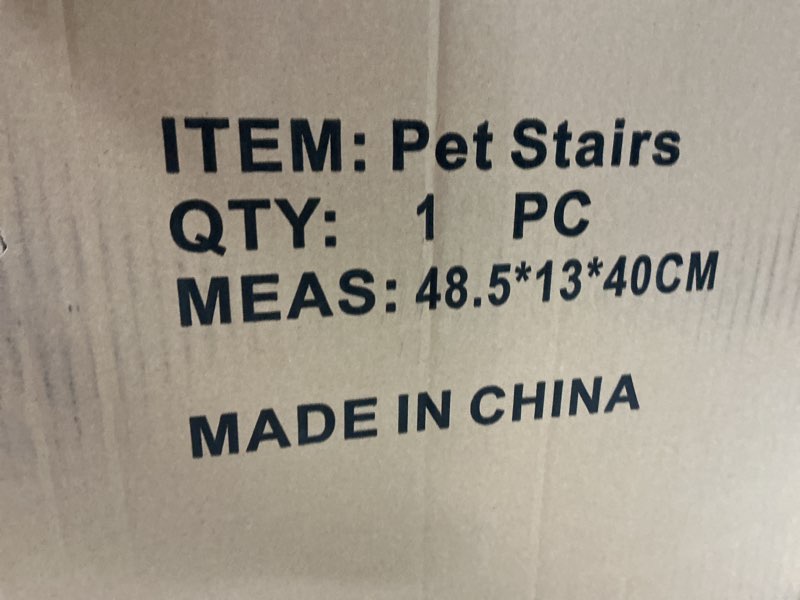 ITEM: Pet Stairs
QTY: 1 PC
MEAS: 48.5*13*40CM
MADE IN CHINA